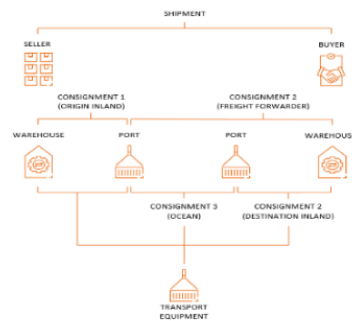 SHIPMENT
SELLER
BUYER
CONSIGNMENT 1
(ORIGIN INLAND)
CONSIGNMENT 2
(FREIGHT FORWARDER)
WAREHOUSE
PORT
PORT
WAREHOUS
CONSIGNMENT 3
(OCEAN)
CONSIGNMENT 2
(DESTINATION INLAND)
TRANSPORT
EQUIPMENT